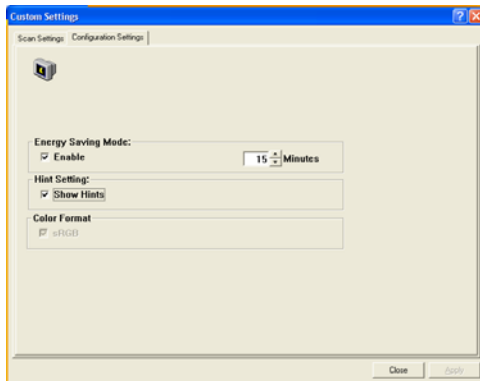 Custom Settings
Scan Settings Configuration Settings
Energy Saving Mode:
Enable 15 Minutes
Hint Setting:
Show Hints
Color Format
sRGB
Close Apply